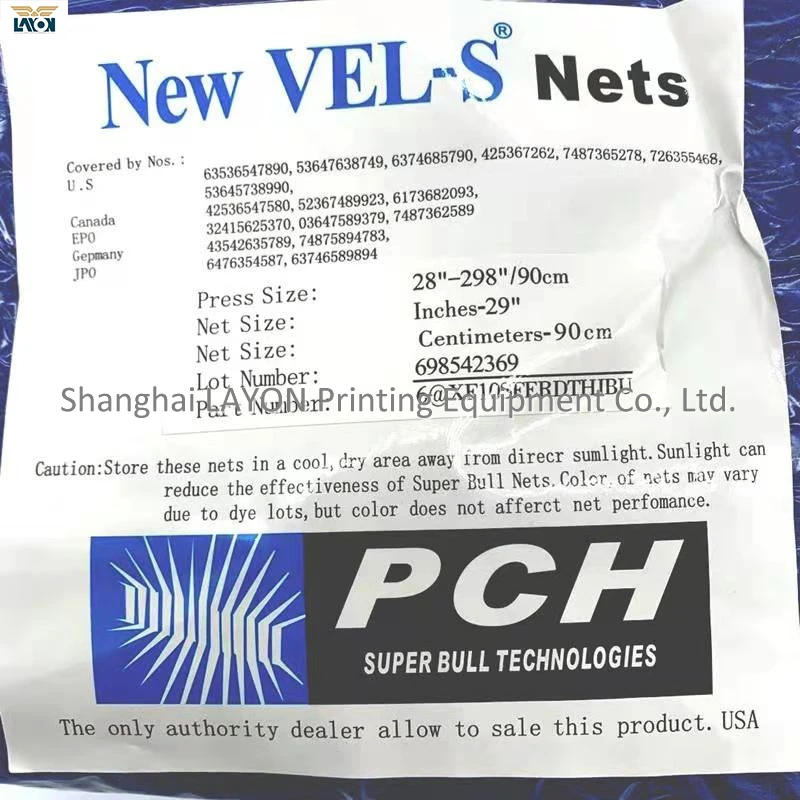 LAYON
New VEL-S® Nets
Covered by Nos.: 63536547890, 53647638749, 6374685790, 425367262, 7487365278, 726355468,
U.S 53645738990,
42536547580, 52367489923, 6173682093,
Canada 32415625370, 03647589379, 7487362589
EPO 43542635789, 74875894783,
Gepmany 6476354587, 63746589894
JPO
Press Size: 28"-298"/90cm
Net Size: Inches-29"
Net Size: Centimeters-90cm
Lot Number: 698542369
Part Number:
Shanghai LAYON Printing Equipment Co., Ltd.
Caution:Store these nets in a cool, dry area away from direcr sumlight. Sunlight can
reduce the effectiveness of Super Bull Nets. Color, of nets may vary
due to dye lots, but color does not afferct net perfomance.
PCH
SUPER BULL TECHNOLOGIES
The only authority dealer allow to sale this product. USA